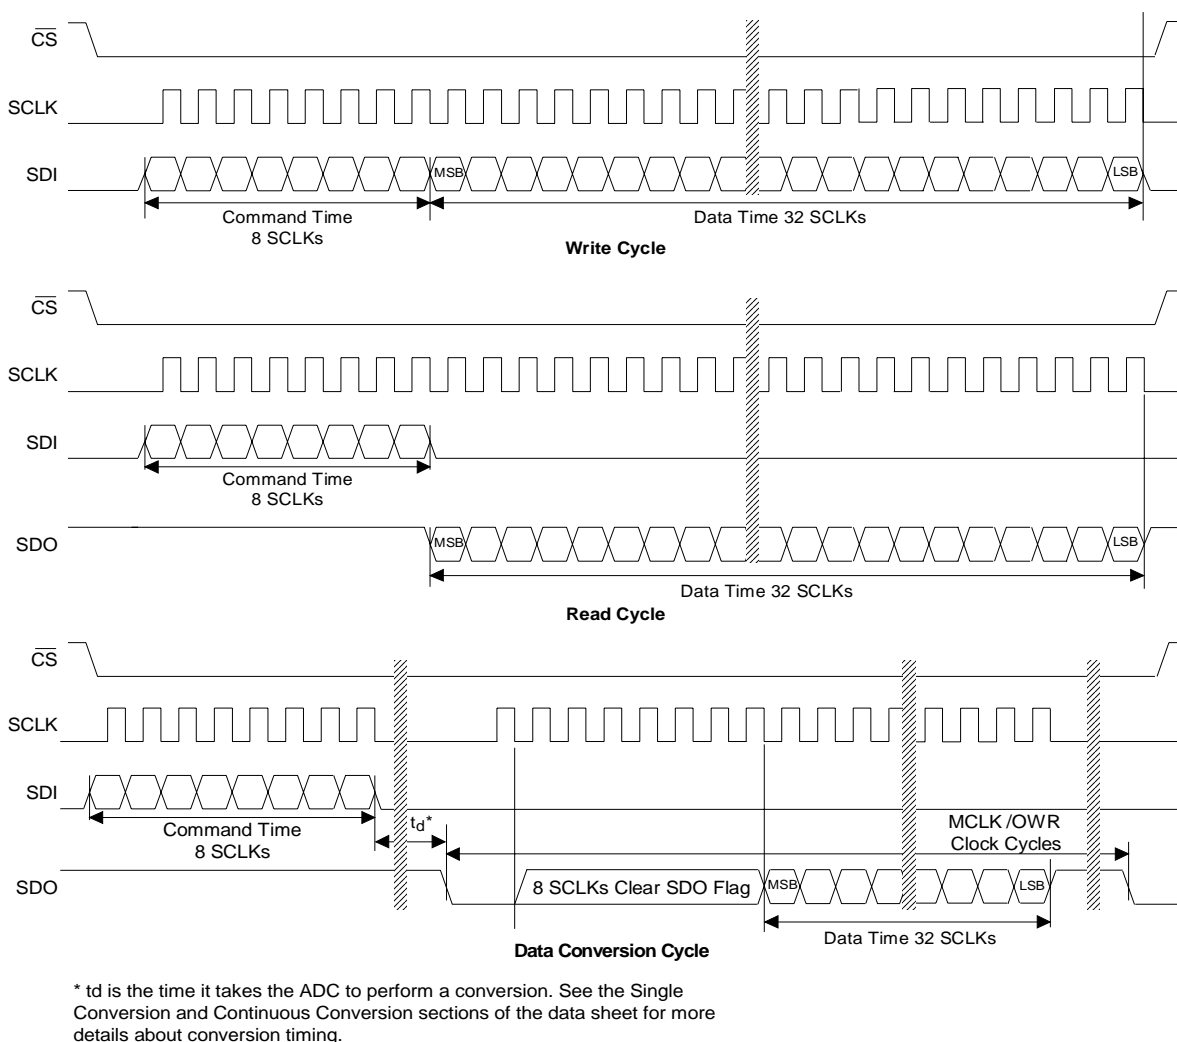 CS
SCLK
SDI
MSB
LSB
Command Time
8 SCLKs
Data Time 32 SCLKs
Write Cycle
CS
SCLK
SDI
Command Time
8 SCLKs
SDO
MSB
LSB
Data Time 32 SCLKs
Read Cycle
CS
SCLK
SDI
Command Time
8 SCLKs
td*
MCLK /OWR
Clock Cycles
SDO
8 SCLKs Clear SDO Flag
MSB
LSB
Data Time 32 SCLKs
Data Conversion Cycle
* td is the time it takes the ADC to perform a conversion. See the Single
Conversion and Continuous Conversion sections of the data sheet for more
details about conversion timing.